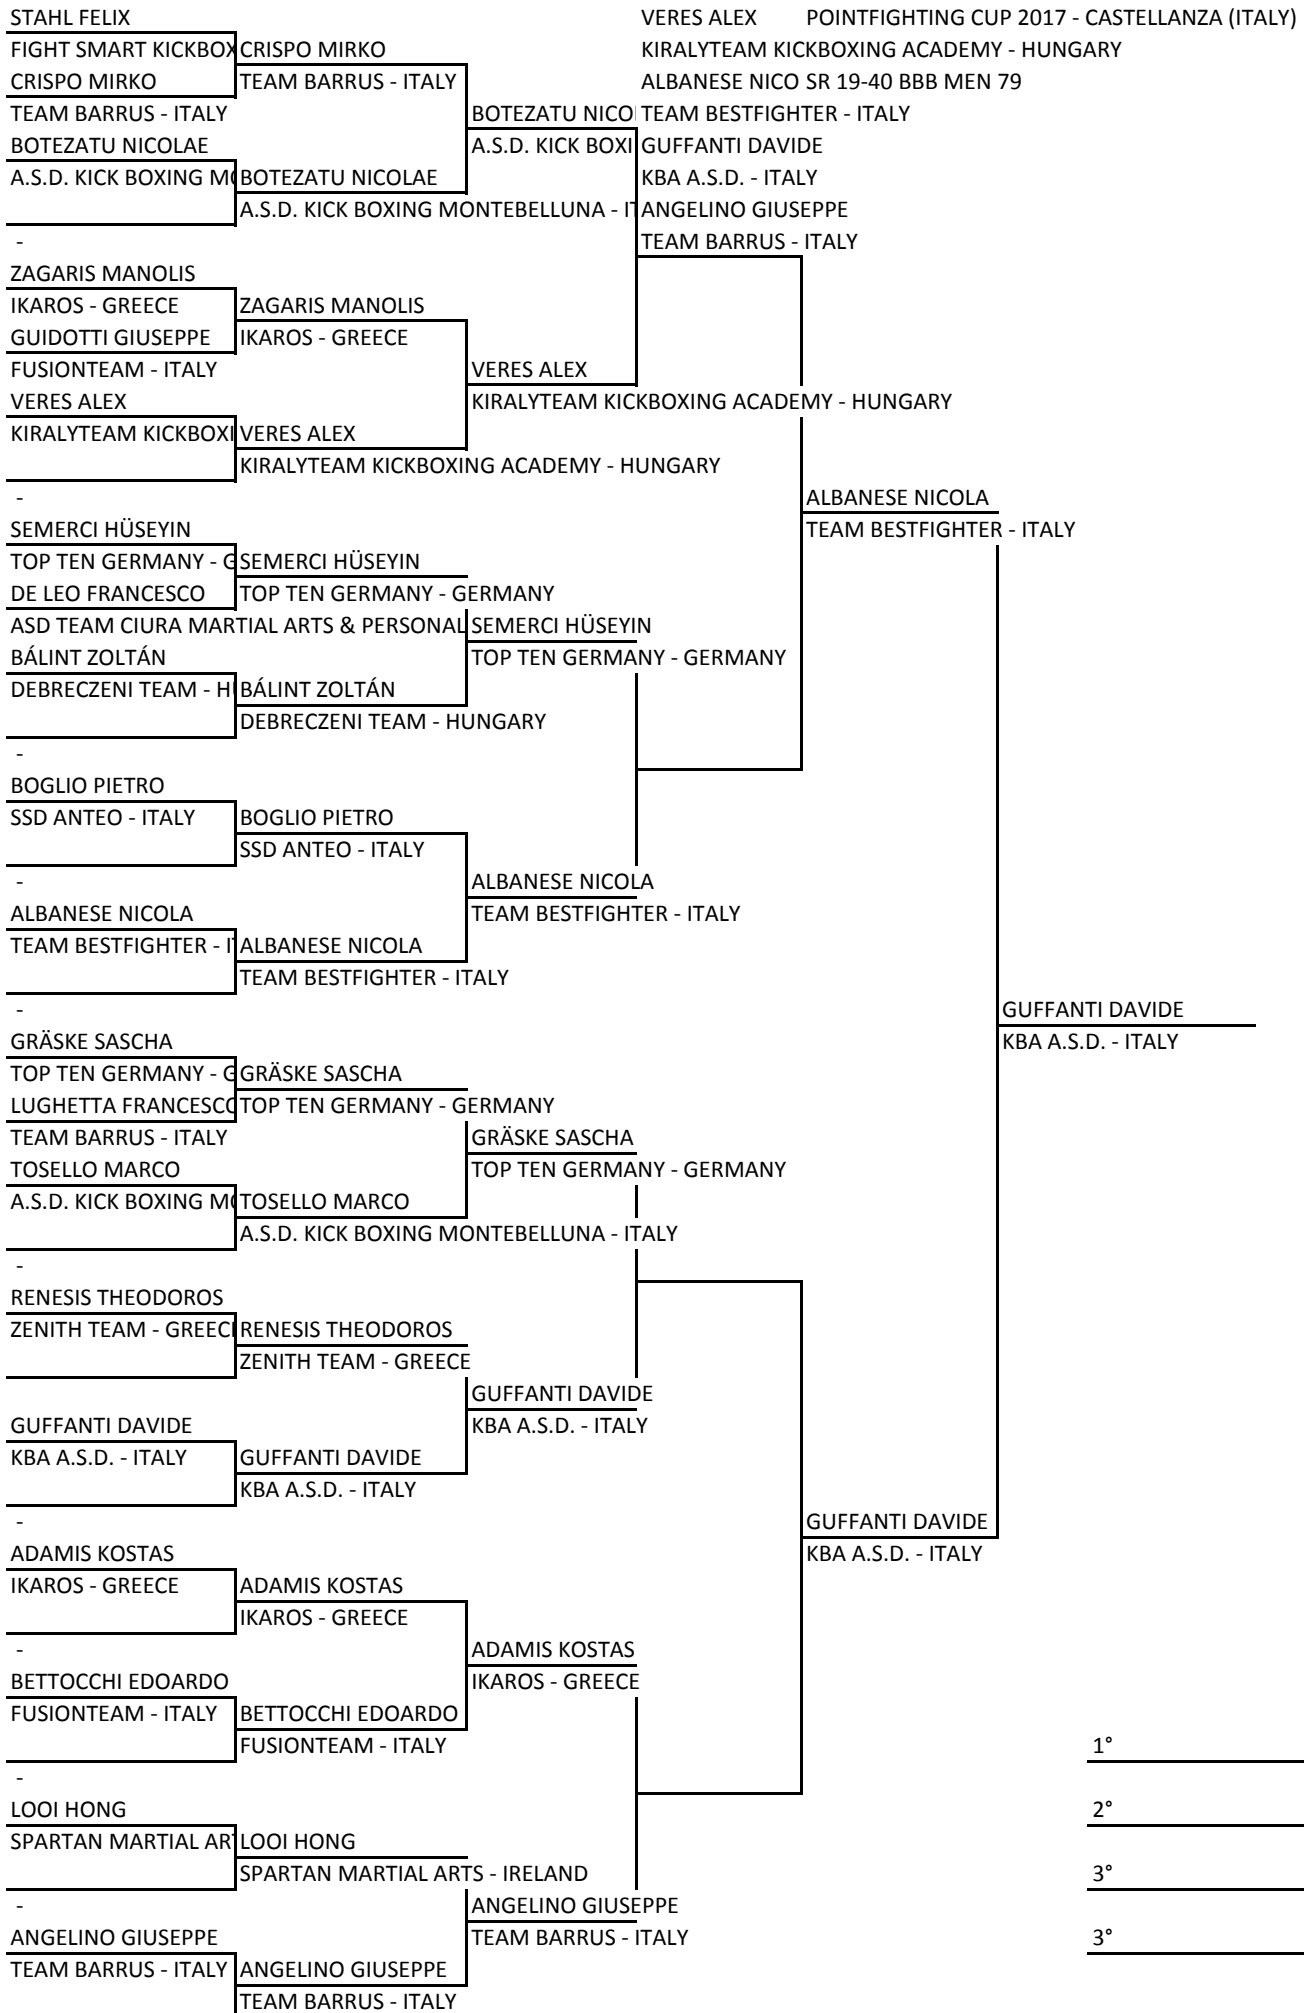 STAHL FELIX VERES ALEX POINTFIGHTING CUP 2017 - CASTELLANZA (ITALY)
FIGHT SMART KICKBOX CRISPO MIRKO KIRALYTEAM KICKBOXING ACADEMY - HUNGARY
CRISPO MIRKO TEAM BARRUS - ITALY ALBANESE NICO SR 19-40 BBB MEN 79
TEAM BARRUS - ITALY BOTEZATU NICO TEAM BESTFIGHTER - ITALY
BOTEZATU NICOLAE A.S.D. KICK BOXI GUFFANTI DAVIDE
A.S.D. KICK BOXING MO BOTEZATU NICOLAE KBA A.S.D. - ITALY
A.S.D. KICK BOXING MONTEBELLUNA - IT ANGELINO GIUSEPPE
- TEAM BARRUS - ITALY
ZAGARIS MANOLIS
IKAROS - GREECE ZAGARIS MANOLIS
GUIDOTTI GIUSEPPE IKAROS - GREECE
FUSIONTEAM - ITALY VERES ALEX
VERES ALEX KIRALYTEAM KICKBOXING ACADEMY - HUNGARY
KIRALYTEAM KICKBOXI VERES ALEX
KIRALYTEAM KICKBOXING ACADEMY - HUNGARY
- ALBANESE NICOLA
SEMERCI HÜSEYIN TEAM BESTFIGHTER - ITALY
TOP TEN GERMANY - G SEMERCI HÜSEYIN
DE LEO FRANCESCO TOP TEN GERMANY - GERMANY
ASD TEAM CIURA MARTIAL ARTS & PERSONAL SEMERCI HÜSEYIN
BÁLINT ZOLTÁN TOP TEN GERMANY - GERMANY
DEBRECZENI TEAM - HU BÁLINT ZOLTÁN
DEBRECZENI TEAM - HUNGARY
-
BOGLIO PIETRO
SSD ANTEO - ITALY BOGLIO PIETRO
SSD ANTEO - ITALY
- ALBANESE NICOLA
ALBANESE NICOLA TEAM BESTFIGHTER - ITALY
TEAM BESTFIGHTER - IT ALBANESE NICOLA
TEAM BESTFIGHTER - ITALY
- GUFFANTI DAVIDE
GRÄSKE SASCHA KBA A.S.D. - ITALY
TOP TEN GERMANY - G GRÄSKE SASCHA
LUGHETTA FRANCESCO TOP TEN GERMANY - GERMANY
TEAM BARRUS - ITALY GRÄSKE SASCHA
TOSELLO MARCO TOP TEN GERMANY - GERMANY
A.S.D. KICK BOXING MO TOSELLO MARCO
A.S.D. KICK BOXING MONTEBELLUNA - ITALY
-
RENESIS THEODOROS
ZENITH TEAM - GREECE RENESIS THEODOROS
ZENITH TEAM - GREECE
GUFFANTI DAVIDE
GUFFANTI DAVIDE KBA A.S.D. - ITALY
KBA A.S.D. - ITALY GUFFANTI DAVIDE
KBA A.S.D. - ITALY
- GUFFANTI DAVIDE
ADAMIS KOSTAS KBA A.S.D. - ITALY
IKAROS - GREECE ADAMIS KOSTAS
IKAROS - GREECE
- ADAMIS KOSTAS
BETTOCCHI EDOARDO IKAROS - GREECE
FUSIONTEAM - ITALY BETTOCCHI EDOARDO
FUSIONTEAM - ITALY 1°
-
LOOI HONG 2°
SPARTAN MARTIAL ART LOOI HONG
SPARTAN MARTIAL ARTS - IRELAND 3°
- ANGELINO GIUSEPPE
ANGELINO GIUSEPPE TEAM BARRUS - ITALY 3°
TEAM BARRUS - ITALY ANGELINO GIUSEPPE
TEAM BARRUS - ITALY